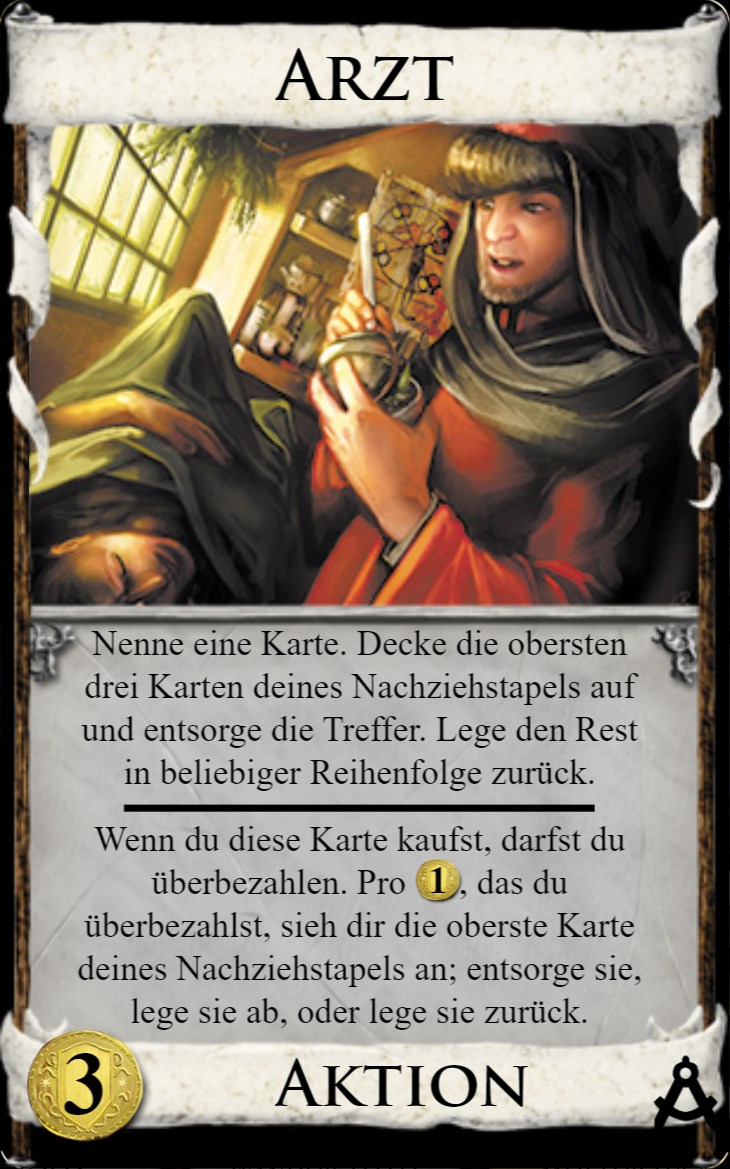 Arzt
Nenne eine Karte. Decke die obersten
drei Karten deines Nachziehstapels auf
und entsorge die Treffer. Lege den Rest
in beliebiger Reihenfolge zurück.
Wenn du diese Karte kaufst, darfst du
überbezahlen. Pro 1, das du
überbezahlst, sieh dir die oberste Karte
deines Nachziehstapels an; entsorge sie,
lege sie ab, oder lege sie zurück.
3 Aktion